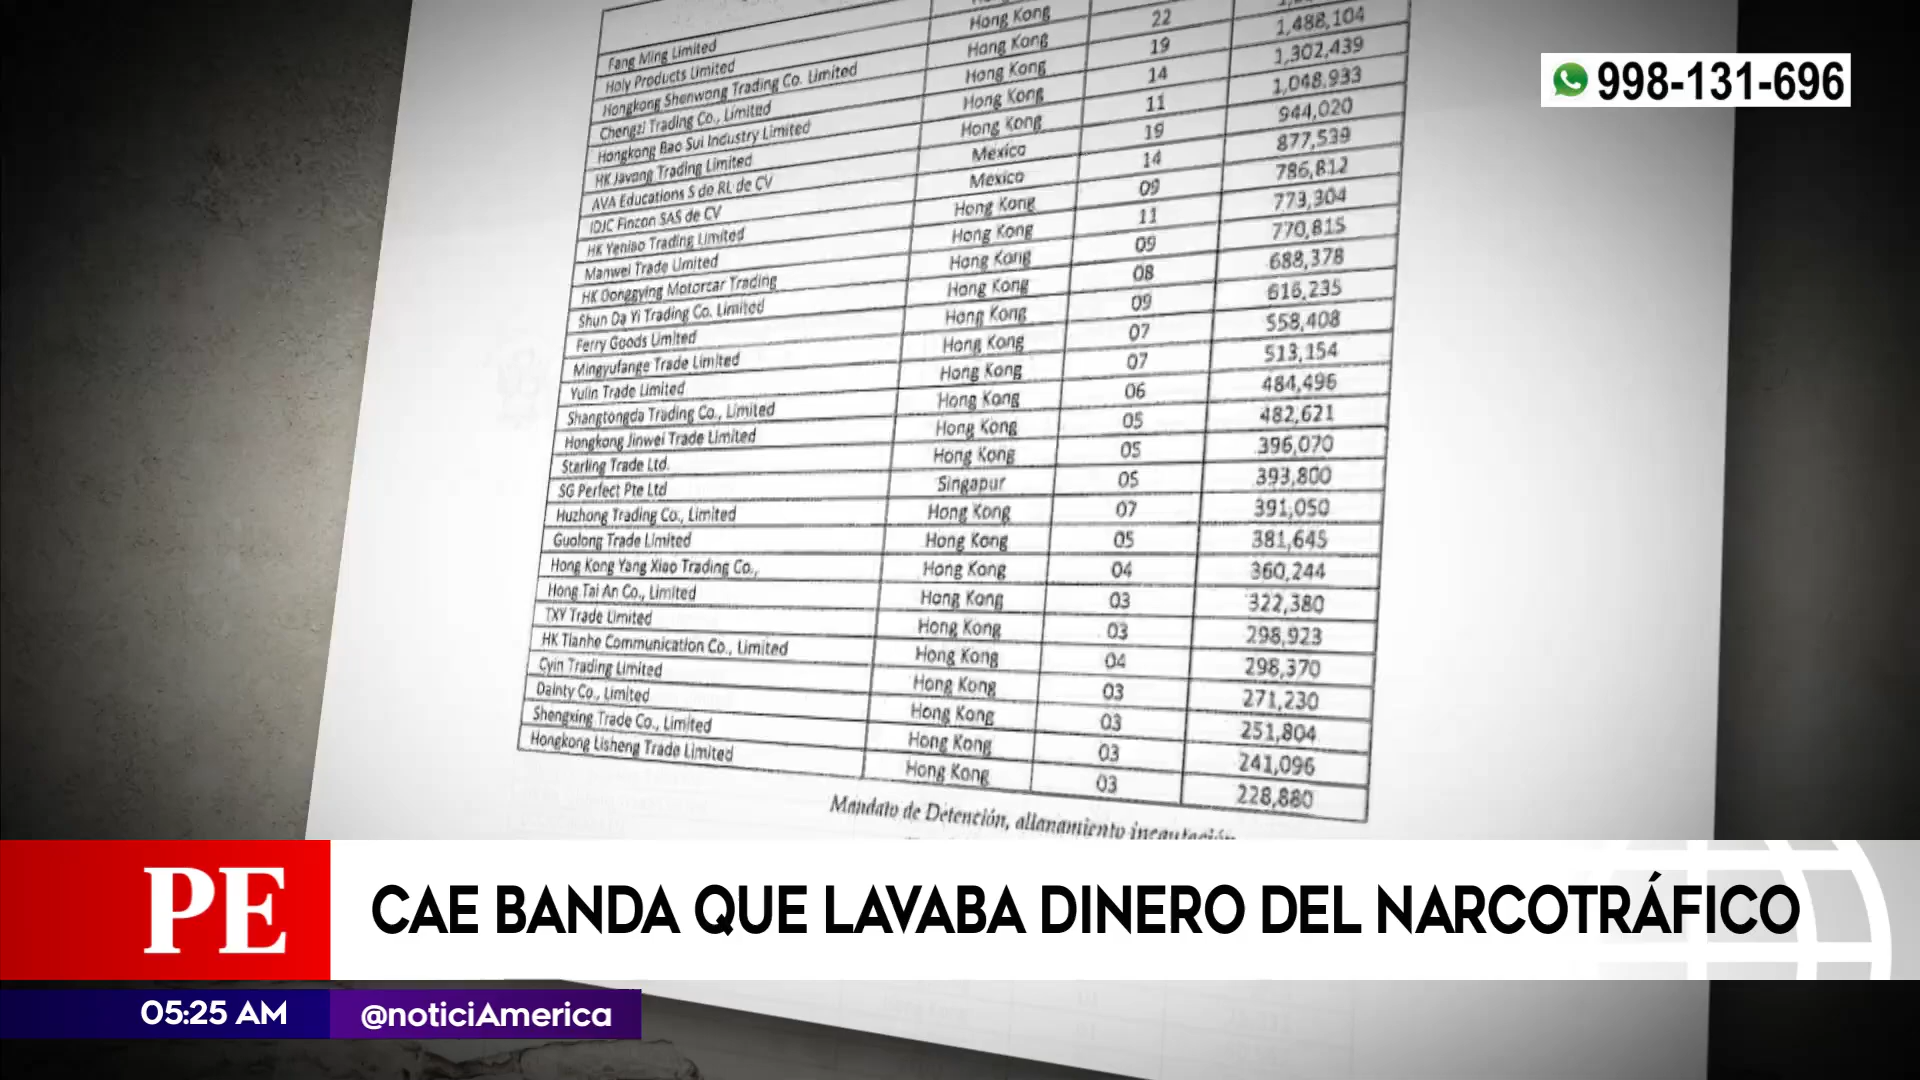 998-131-696
Fang Ming Limited
Holy Products Limited Hong Kong
Hongkong Shenwong Trading Co. Limited Hong Kong 22
Chengzi Trading Co., Limited Hong Kong 19 1,488,104
Hongkong Bao Sui Industry Limited Hong Kong 14 1,302,439
HK Javong Trading Limited Hong Kong 11 1,048,933
AVA Educations S de RL de CV Mexico 19 944,020
IDJC Fincon SAS de CV Mexico 14 877,539
HK Yeniao Trading Limited Hong Kong 09 786,812
Manwei Trade Limited Hong Kong 11 773,304
HK Donggying Motorcar Trading Hong Kong 09 770,815
Shun Da Yi Trading Co. Limited Hong Kong 08 688,378
Ferry Goods Limited Hong Kong 09 616,235
Mingyufange Trade Limited Hong Kong 07 558,408
Yulin Trade Limited Hong Kong 07 513,154
Shangtongda Trading Co., Limited Hong Kong 06 484,496
Hongkong Jinwei Trade Limited Hong Kong 05 482,621
Starling Trade Ltd. Hong Kong 05 396,070
SG Perfect Pte Ltd Singapur 05 393,800
Huzhong Trading Co., Limited Hong Kong 07 391,050
Guolong Trade Limited Hong Kong 05 381,645
Hong Kong Yang Xiao Trading Co., Hong Kong 04 360,244
Hong Tai An Co., Limited Hong Kong 03 322,380
TXY Trade Limited Hong Kong 03 298,923
HK Tianhe Communication Co., Limited Hong Kong 04 298,370
Cyin Trading Limited Hong Kong 03 271,230
Dainty Co., Limited Hong Kong 03 251,804
Shengxing Trade Co., Limited Hong Kong 03 241,096
Hongkong Lisheng Trade Limited Hong Kong 03 228,880
Mandato de Detención, allanamiento incautación
PE
CAE BANDA QUE LAVABA DINERO DEL NARCOTRÁFICO
05:25 AM
@noticiAmerica